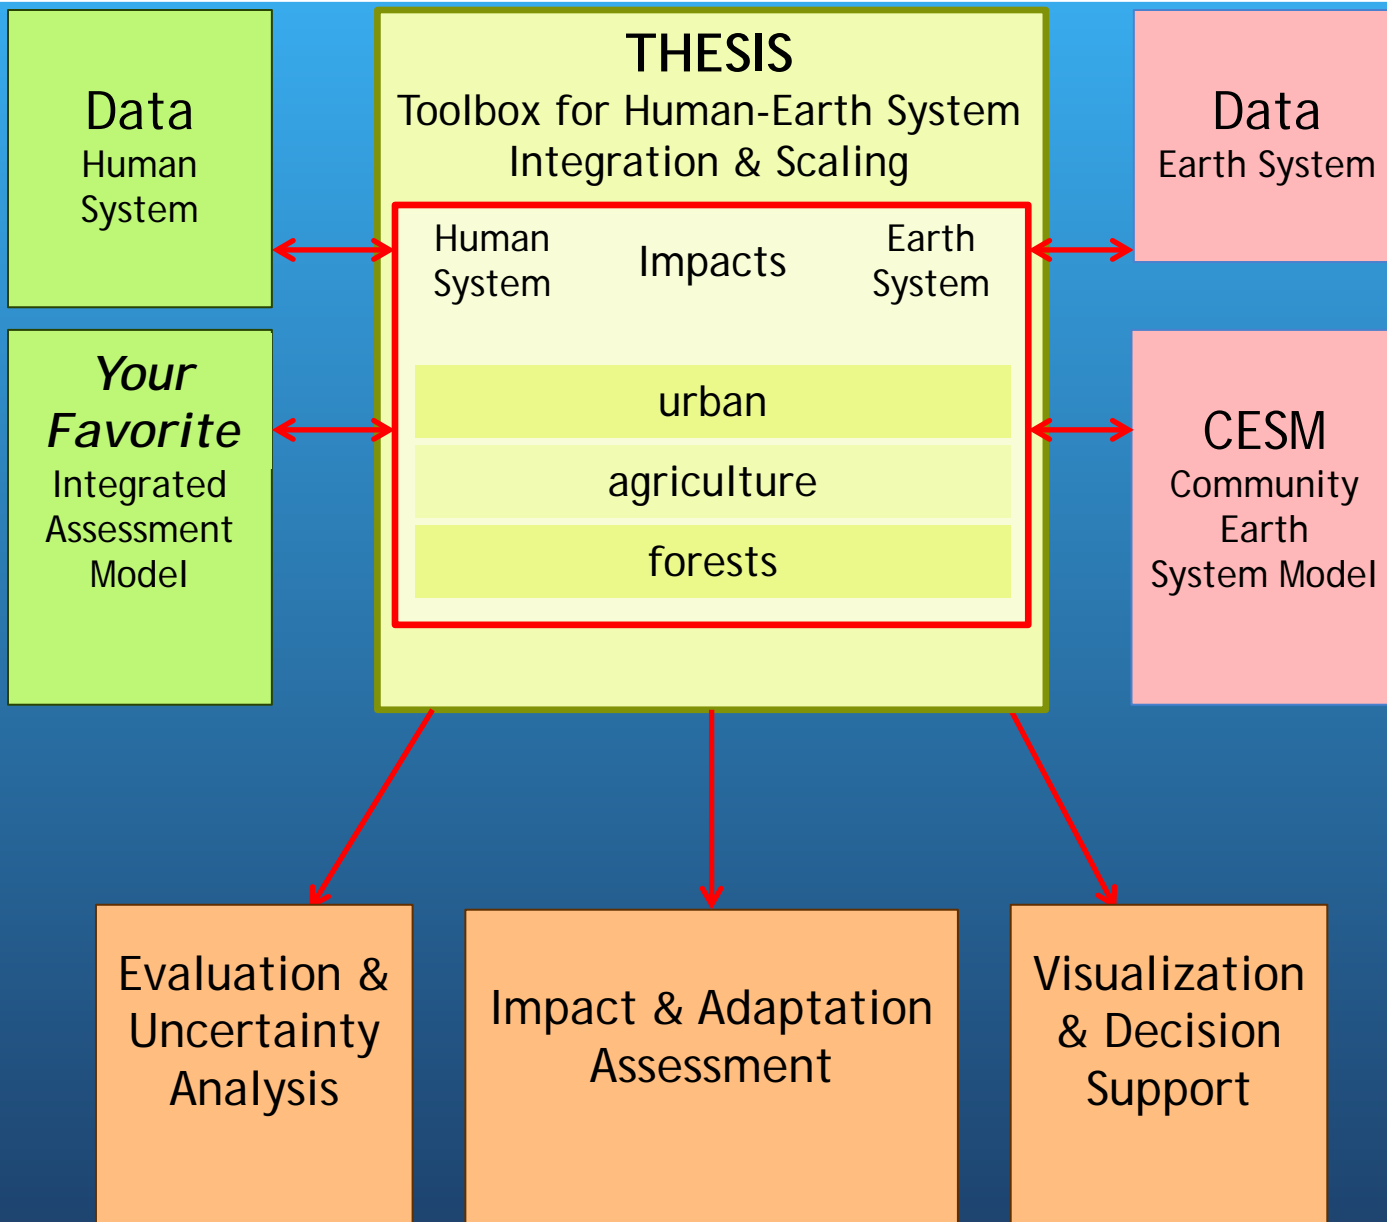 Data
Human
System
THESIS
Toolbox for Human-Earth System
Integration & Scaling
Data
Earth System
Human
System
Impacts
Earth
System
Your
Favorite
Integrated
Assessment
Model
urban
agriculture
forests
CESM
Community
Earth
System Model
Evaluation &
Uncertainty
Analysis
Impact & Adaptation
Assessment
Visualization
& Decision
Support